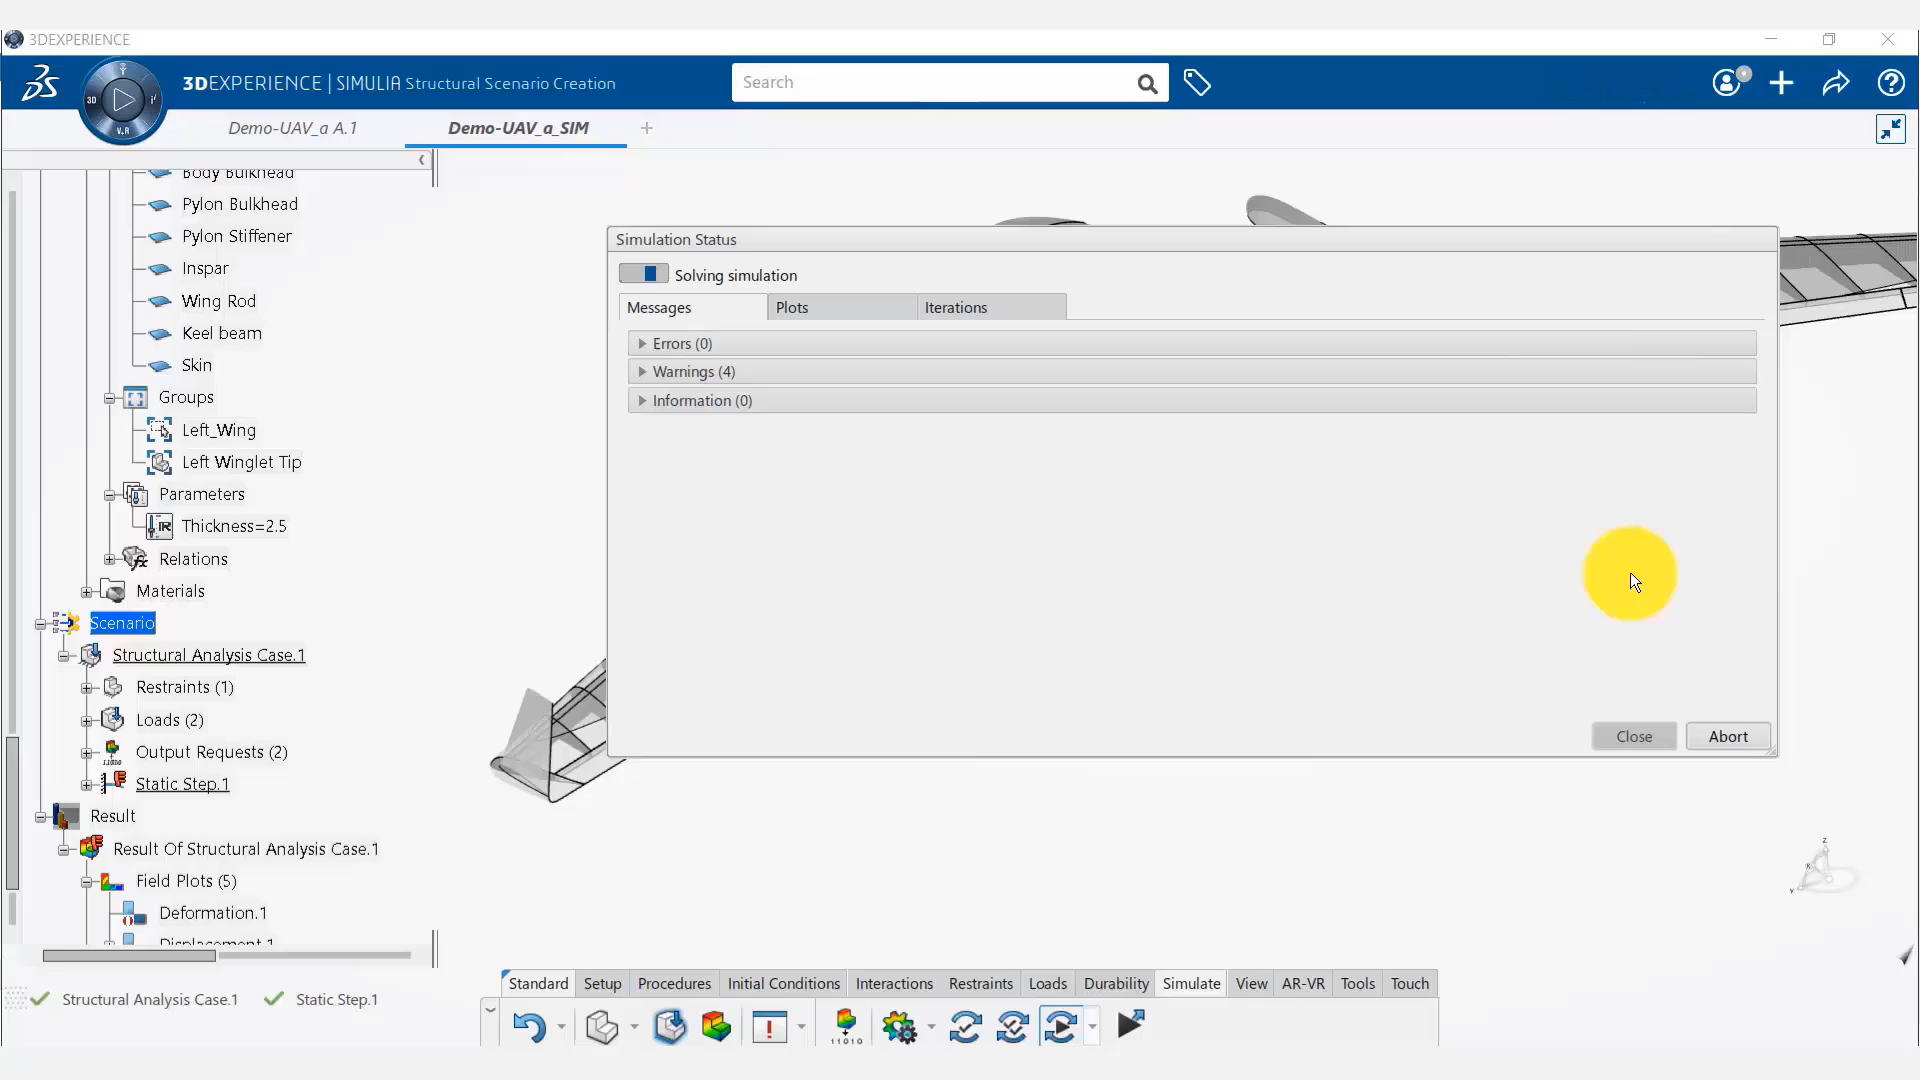 3DEXPERIENCE
3DEXPERIENCE | SIMULIA Structural Scenario Creation
Search
3D
V.R
Demo-UAV_a A.1
Demo-UAV_a_SIM
Body Bulkhead
Pylon Bulkhead
Pylon Stiffener
Inspar
Wing Rod
Keel beam
Skin
Groups
Left_Wing
Left Winglet Tip
Parameters
Thickness=2.5
Relations
Materials
Scenario
Structural Analysis Case.1
Restraints (1)
Loads (2)
Output Requests (2)
Static Step.1
Result
Result Of Structural Analysis Case.1
Field Plots (5)
Deformation.1
Displacement.1
Structural Analysis Case.1
Static Step.1
Simulation Status
Solving simulation
Messages
Plots
Iterations
Errors (0)
Warnings (4)
Information (0)
Close
Abort
Standard
Setup
Procedures
Initial Conditions
Interactions
Restraints
Loads
Durability
Simulate
View
AR-VR
Tools
Touch